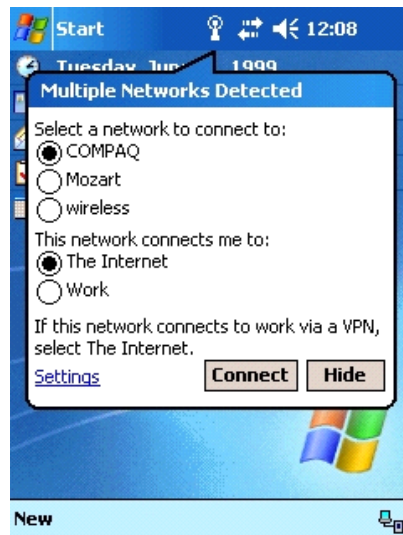 Start 12:08
Tuesday, 1999
Multiple Networks Detected
Select a network to connect to:
COMPAQ
Mozart
wireless
This network connects me to:
The Internet
Work
If this network connects to work via a VPN,
select The Internet.
Settings Connect Hide
New